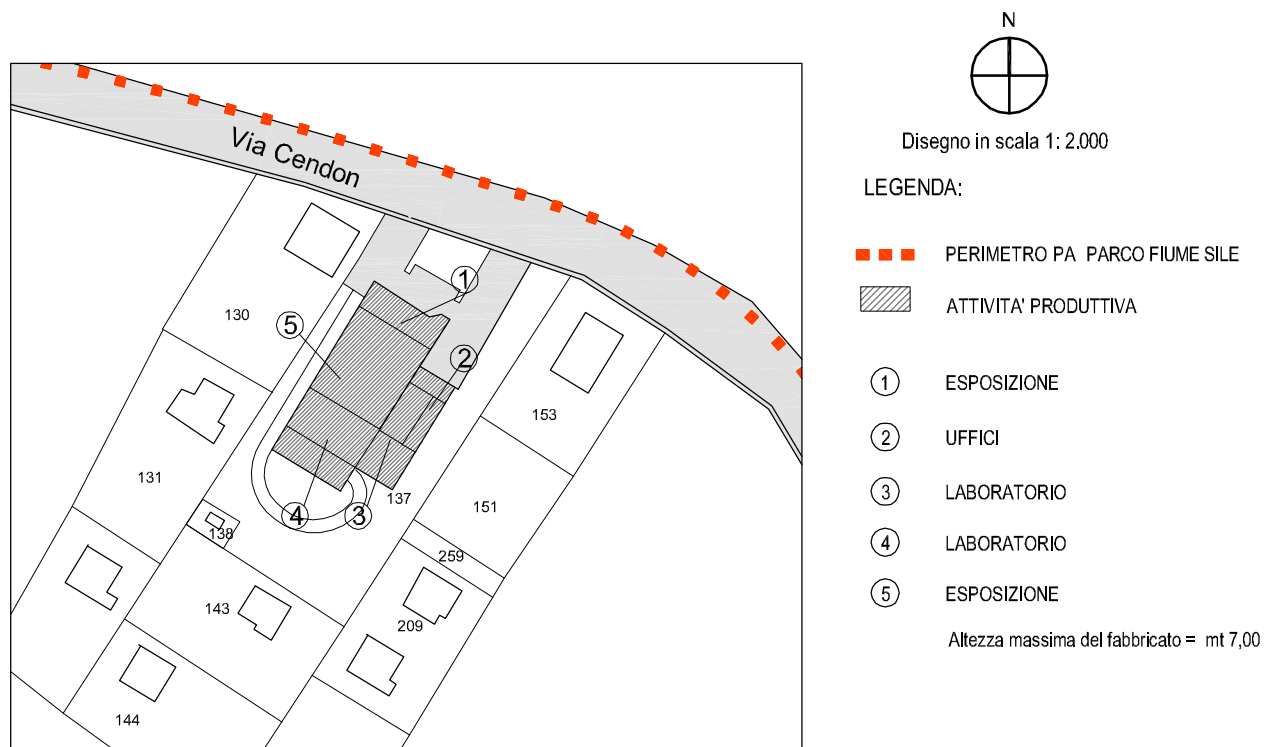 N
Disegno in scala 1: 2.000
LEGENDA:
PERIMETRO PA PARCO FIUME SILE
ATTIVITA' PRODUTTIVA
1 ESPOSIZIONE
2 UFFICI
3 LABORATORIO
4 LABORATORIO
5 ESPOSIZIONE
Altezza massima del fabbricato = mt 7,00
Via Cendon
1
130
5
2
153
131
137
151
4
3
138
259
143
209
144